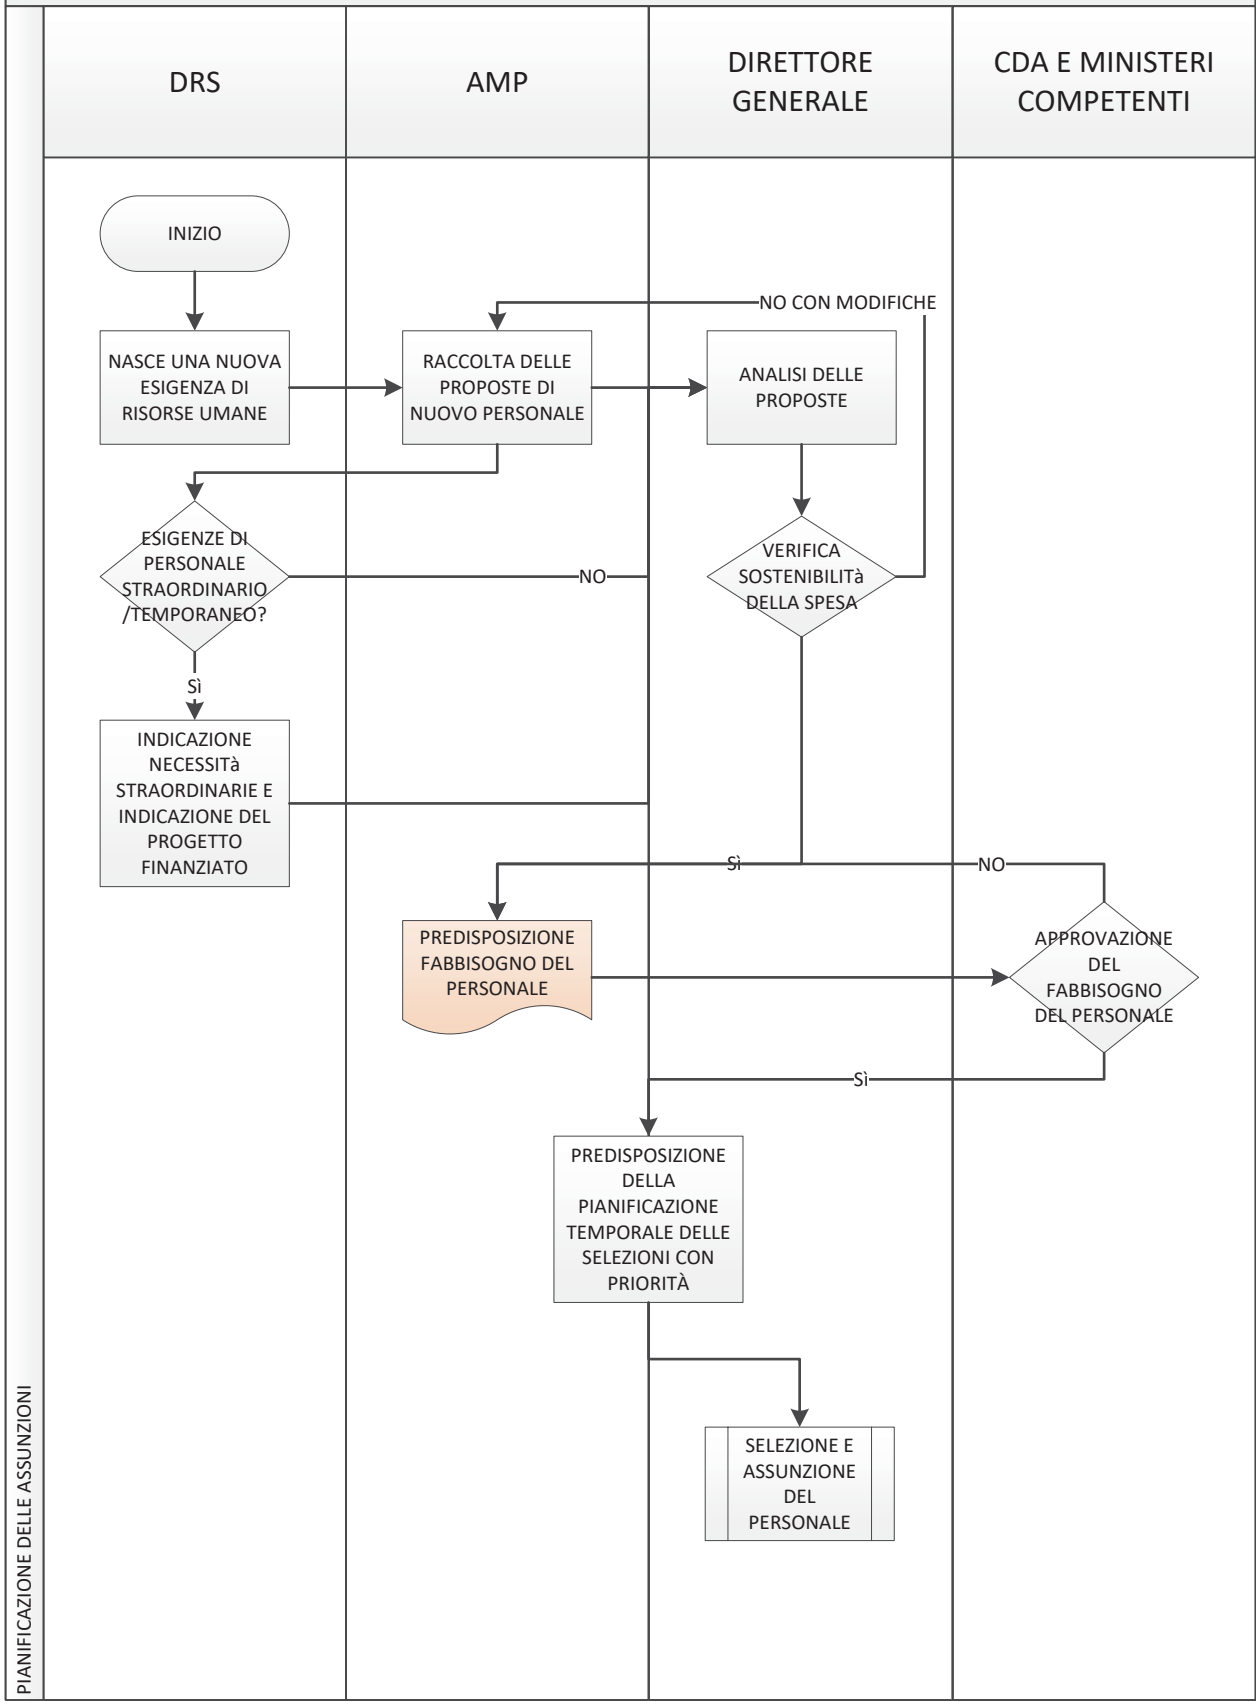 DRS
AMP
DIRETTORE
GENERALE
CDA E MINISTERI
COMPETENTI
INIZIO
NO CON MODIFICHE
NASCE UNA NUOVA
ESIGENZA DI
RISORSE UMANE
RACCOLTA DELLE
PROPOSTE DI
NUOVO PERSONALE
ANALISI DELLE
PROPOSTE
ESIGENZE DI
PERSONALE
STRAORDINARIO
/TEMPORANEO?
NO
VERIFICA
SOSTENIBILITà
DELLA SPESA
Sì
INDICAZIONE
NECESSITà
STRAORDINARIE E
INDICAZIONE DEL
PROGETTO
FINANZIATO
Sì
NO
PREDISPOSIZIONE
FABBISOGNO DEL
PERSONALE
APPROVAZIONE
DEL
FABBISOGNO
DEL PERSONALE
Sì
PREDISPOSIZIONE
DELLA
PIANIFICAZIONE
TEMPORALE DELLE
SELEZIONI CON
PRIORITÀ
SELEZIONE E
ASSUNZIONE
DEL
PERSONALE
PIANIFICAZIONE DELLE ASSUNZIONI